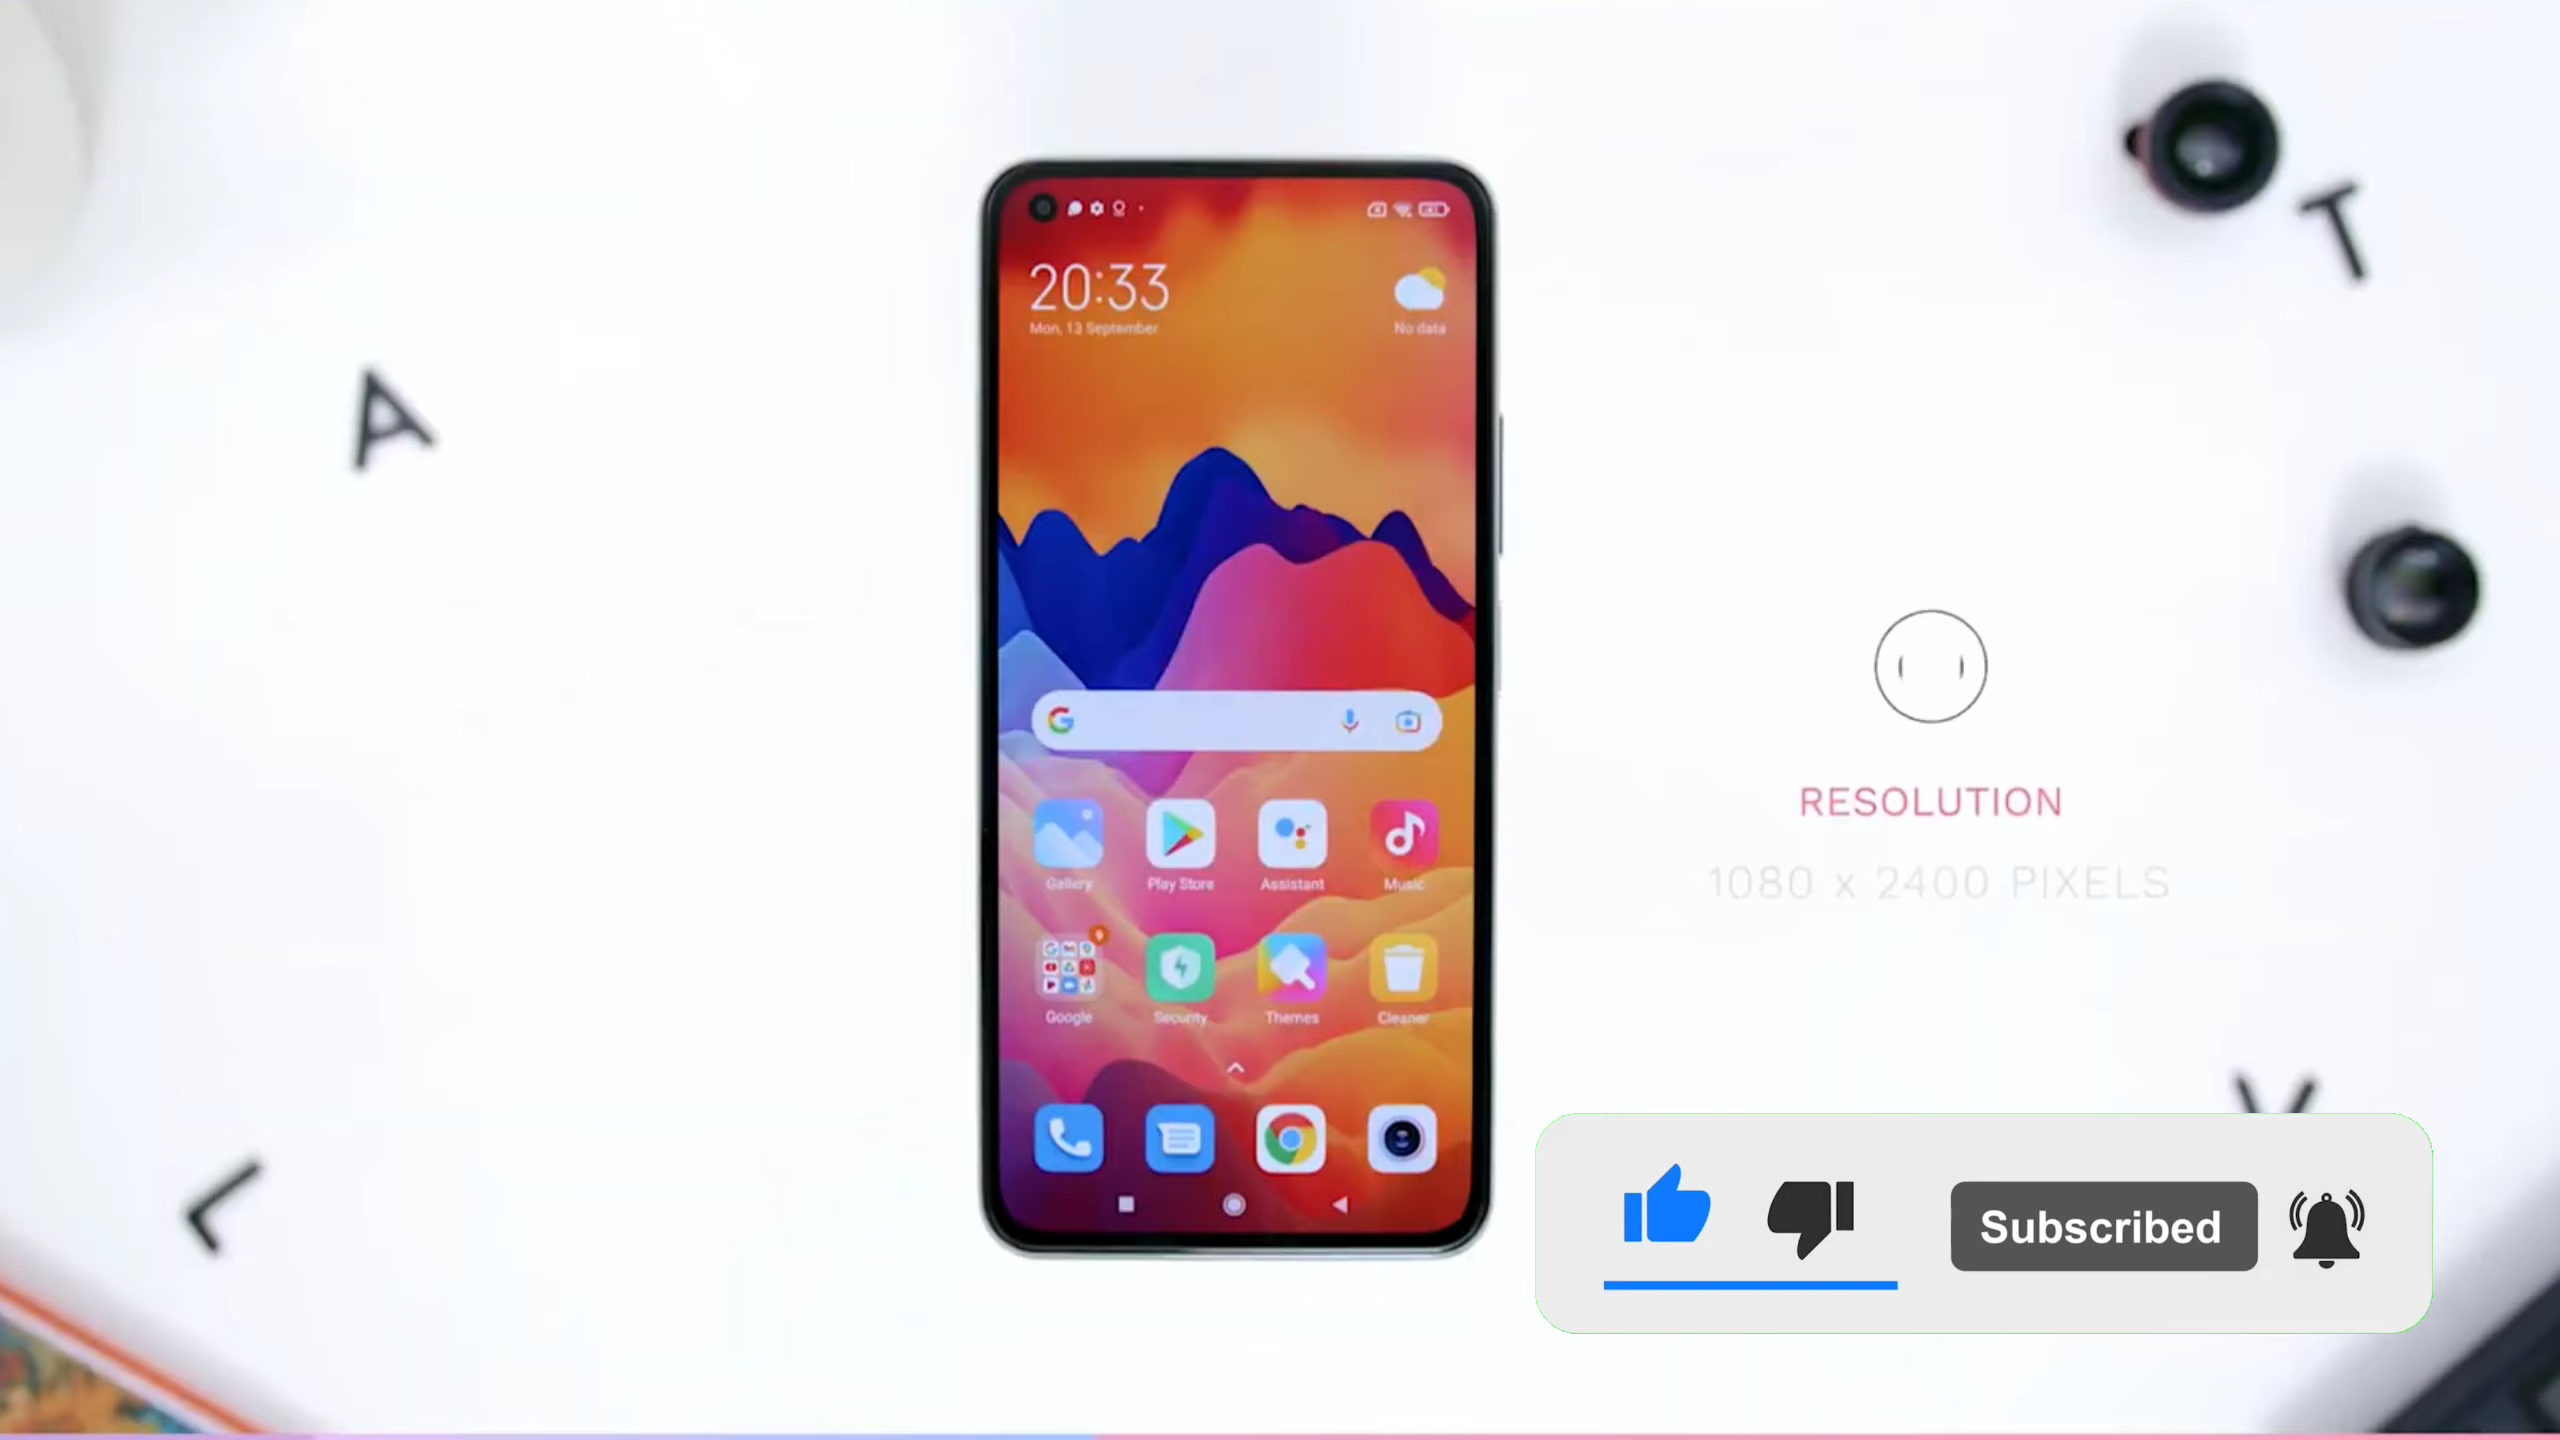 20:33
Mon, 13 September
No data
A
T
Gallery
Play Store
Assistant
Music
Google
Security
Themes
Cleaner
RESOLUTION
1080 x 2400 PIXELS
L
Subscribed